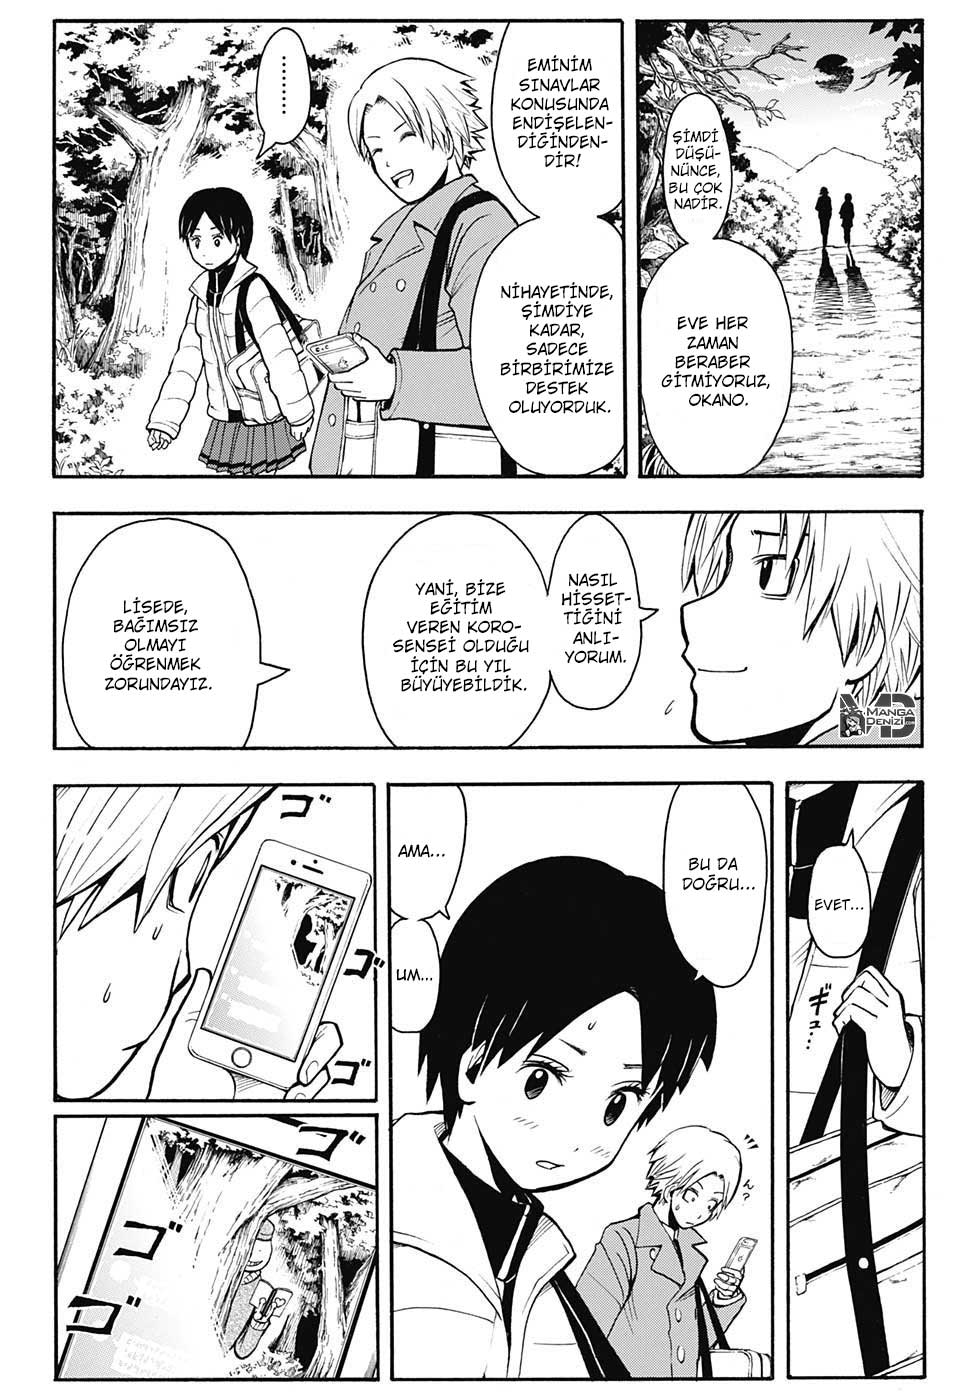 ŞİMDİ
DÜŞÜ-
NÜNCE,
BU ÇOK
NADİR.
EVE HER
ZAMAN
BERABER
GİTMİYORUZ,
OKANO.
EMİNİM
SINAVLAR
KONUSUNDA
ENDİŞELEN-
DİĞİNDEN-
DİR!
NİHAYETİNDE,
ŞİMDİYE
KADAR,
SADECE
BİRBİRİMİZE
DESTEK
OLUYORDUK.
.........
NASIL
HİSSET-
TİĞİNİ
ANLI-
YORUM.
YANİ, BİZE
EĞİTİM
VEREN KORO-
SENSEİ OLDUĞU
İÇİN BU YIL
BÜYÜYEBİLDİK.
LİSEDE,
BAĞIMSIZ
OLMAYI
ÖĞRENMEK
ZORUNDAYIZ.
MANGA
DENİZİ
EVET...
ギュ...
BU DA
DOĞRU...
AMA...
UM...
ん?
ゴ
ゴ
ゴ
ゴ
ゴ
ゴ